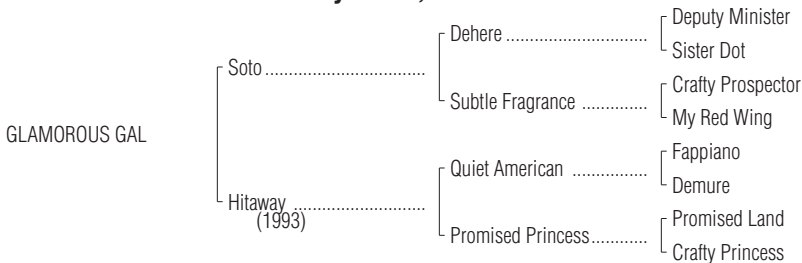 Deputy Minister
Dehere ..............................
Sister Dot
Soto .................................
Crafty Prospector
Subtle Fragrance ..............
My Red Wing
GLAMOROUS GAL
Fappiano
Quiet American ................
Demure
Hitaway ...........................
(1993)
Promised Land
Promised Princess............
Crafty Princess